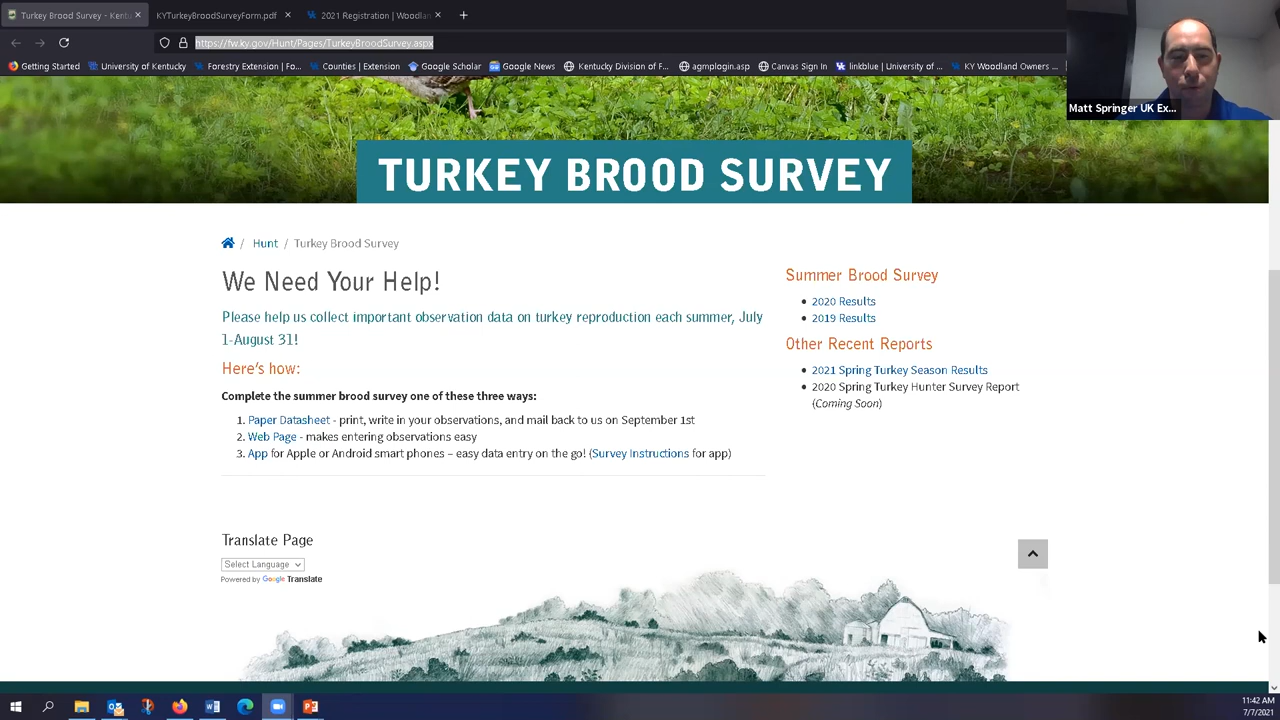 Turkey Brood Survey - Kent
KYTurkeyBroodSurveyForm.pdf
2021 Registration | Woodlan
https://fw.ky.gov/Hunt/Pages/TurkeyBroodSurvey.aspx
Getting Started
University of Kentucky
Forestry Extension | Fo...
Counties | Extension
Google Scholar
Google News
Kentucky Division of F...
agmplogin.asp
Canvas Sign In
linkblue | University of ...
KY Woodland Owners ...
Matt Springer UK Ex...
TURKEY BROOD SURVEY
/ Hunt / Turkey Brood Survey
We Need Your Help!
Please help us collect important observation data on turkey reproduction each summer, July
1-August 31!
Here's how:
Complete the summer brood survey one of these three ways:
1. Paper Datasheet - print, write in your observations, and mail back to us on September 1st
2. Web Page - makes entering observations easy
3. App for Apple or Android smart phones – easy data entry on the go! (Survey Instructions for app)
Summer Brood Survey
• 2020 Results
• 2019 Results
Other Recent Reports
• 2021 Spring Turkey Season Results
• 2020 Spring Turkey Hunter Survey Report
(Coming Soon)
Translate Page
Select Language
Powered by Google Translate
11:42 AM
7/7/2021